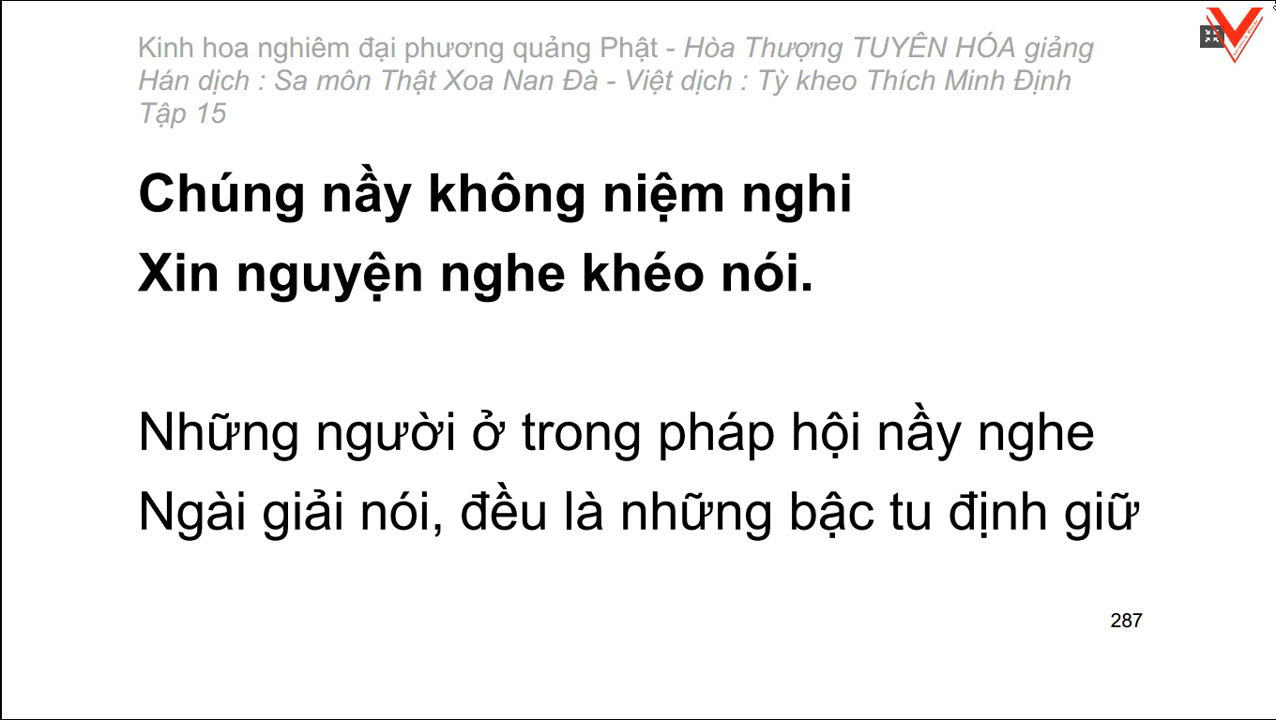 Kinh hoa nghiêm đại phương quảng Phật - Hòa Thượng TUYÊN HÓA giảng
Hán dịch : Sa môn Thật Xoa Nan Đà - Việt dịch : Tỳ kheo Thích Minh Định
Tập 15
Chúng nầy không niệm nghi
Xin nguyện nghe khéo nói.
Những người ở trong pháp hội nầy nghe
Ngài giải nói, đều là những bậc tu định giữ
287